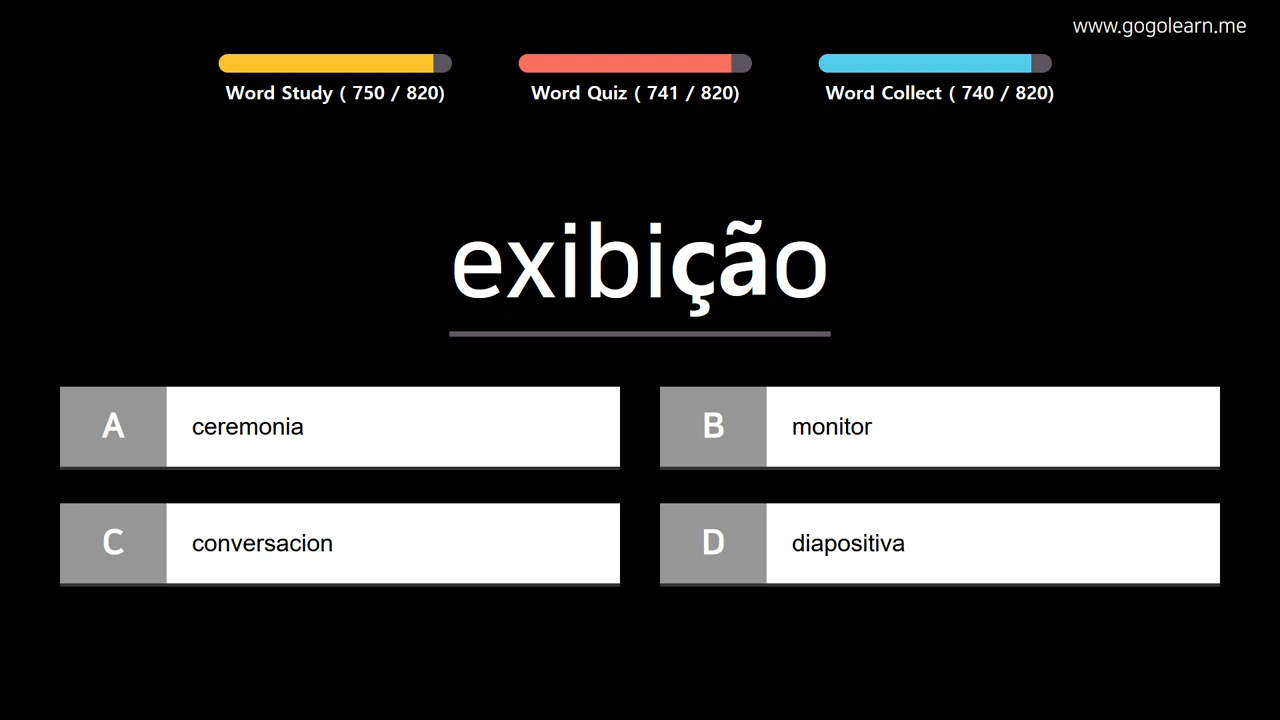 www.gogolearn.me
Word Study ( 750 / 820)
Word Quiz ( 741 / 820)
Word Collect ( 740 / 820)
exibição
A ceremonia
B monitor
C conversacion
D diapositiva